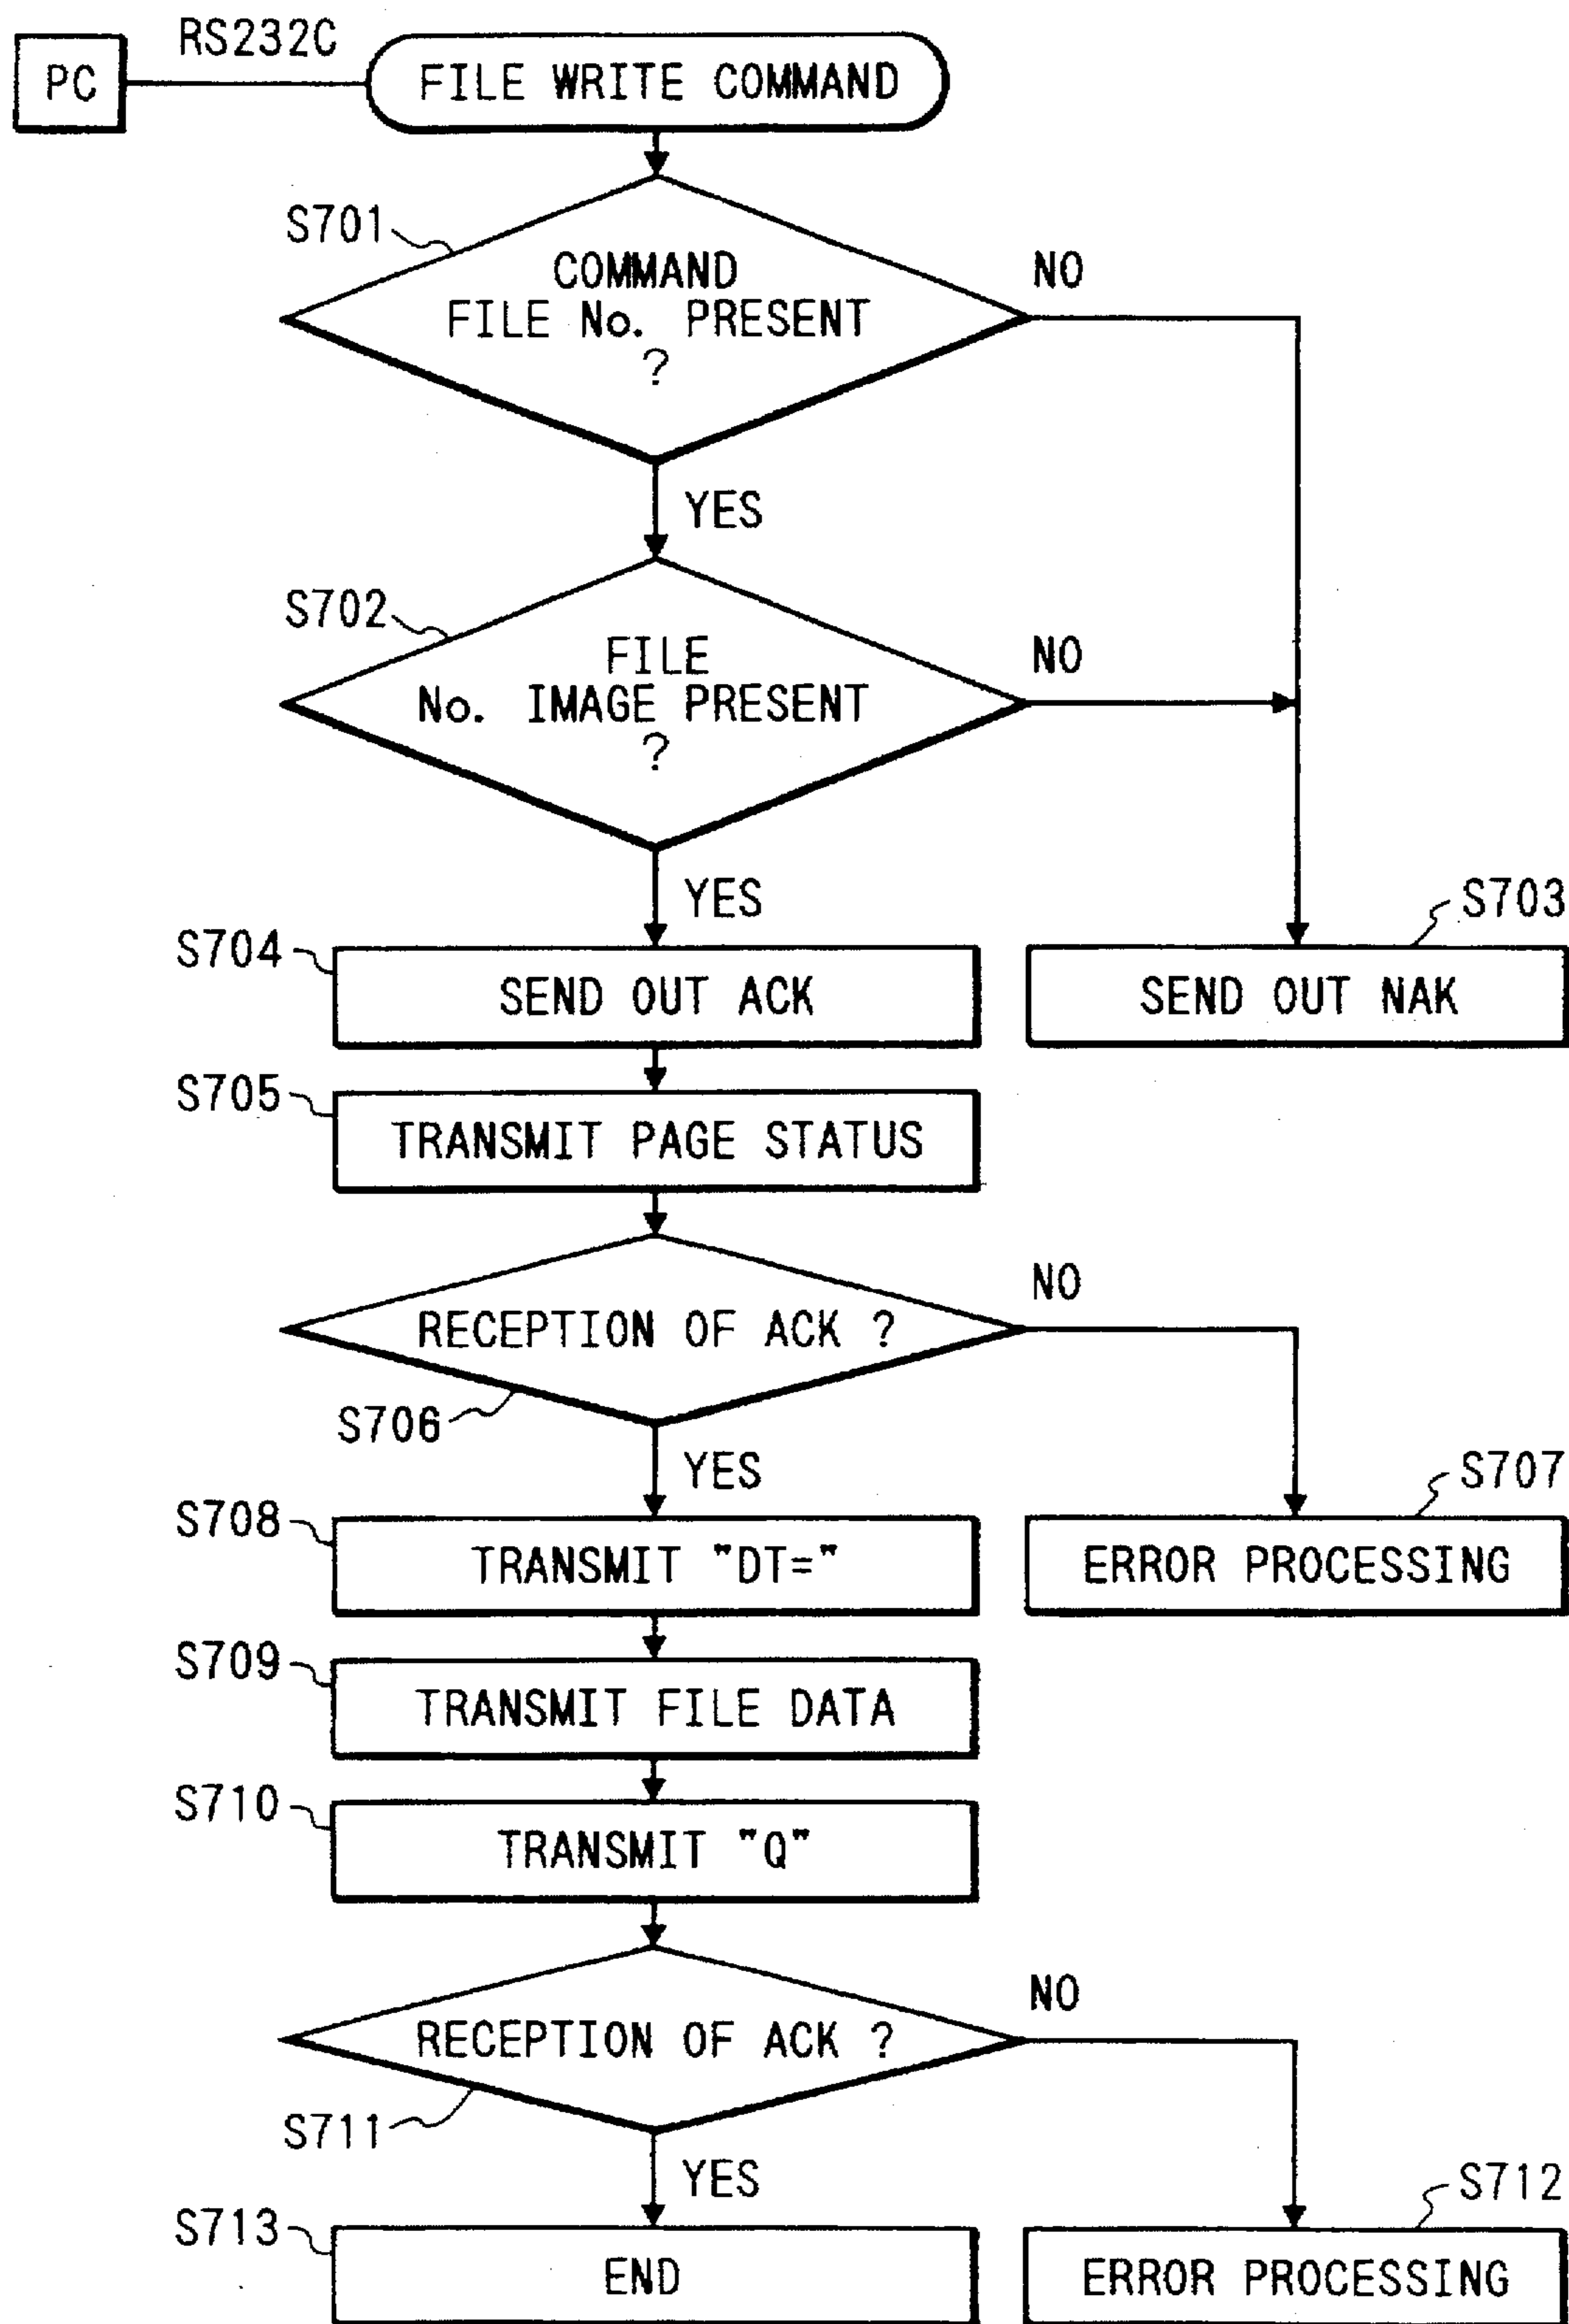 RS232C
PC
FILE WRITE COMMAND
S701
COMMAND
FILE No. PRESENT
?
NO
YES
S702
FILE
No. IMAGE PRESENT
?
NO
YES
S703
S704
SEND OUT ACK
SEND OUT NAK
S705
TRANSMIT PAGE STATUS
NO
RECEPTION OF ACK ?
S706
YES
S707
S708
TRANSMIT "DT="
ERROR PROCESSING
S709
TRANSMIT FILE DATA
S710
TRANSMIT "Q"
NO
RECEPTION OF ACK ?
S711
YES
S712
S713
END
ERROR PROCESSING